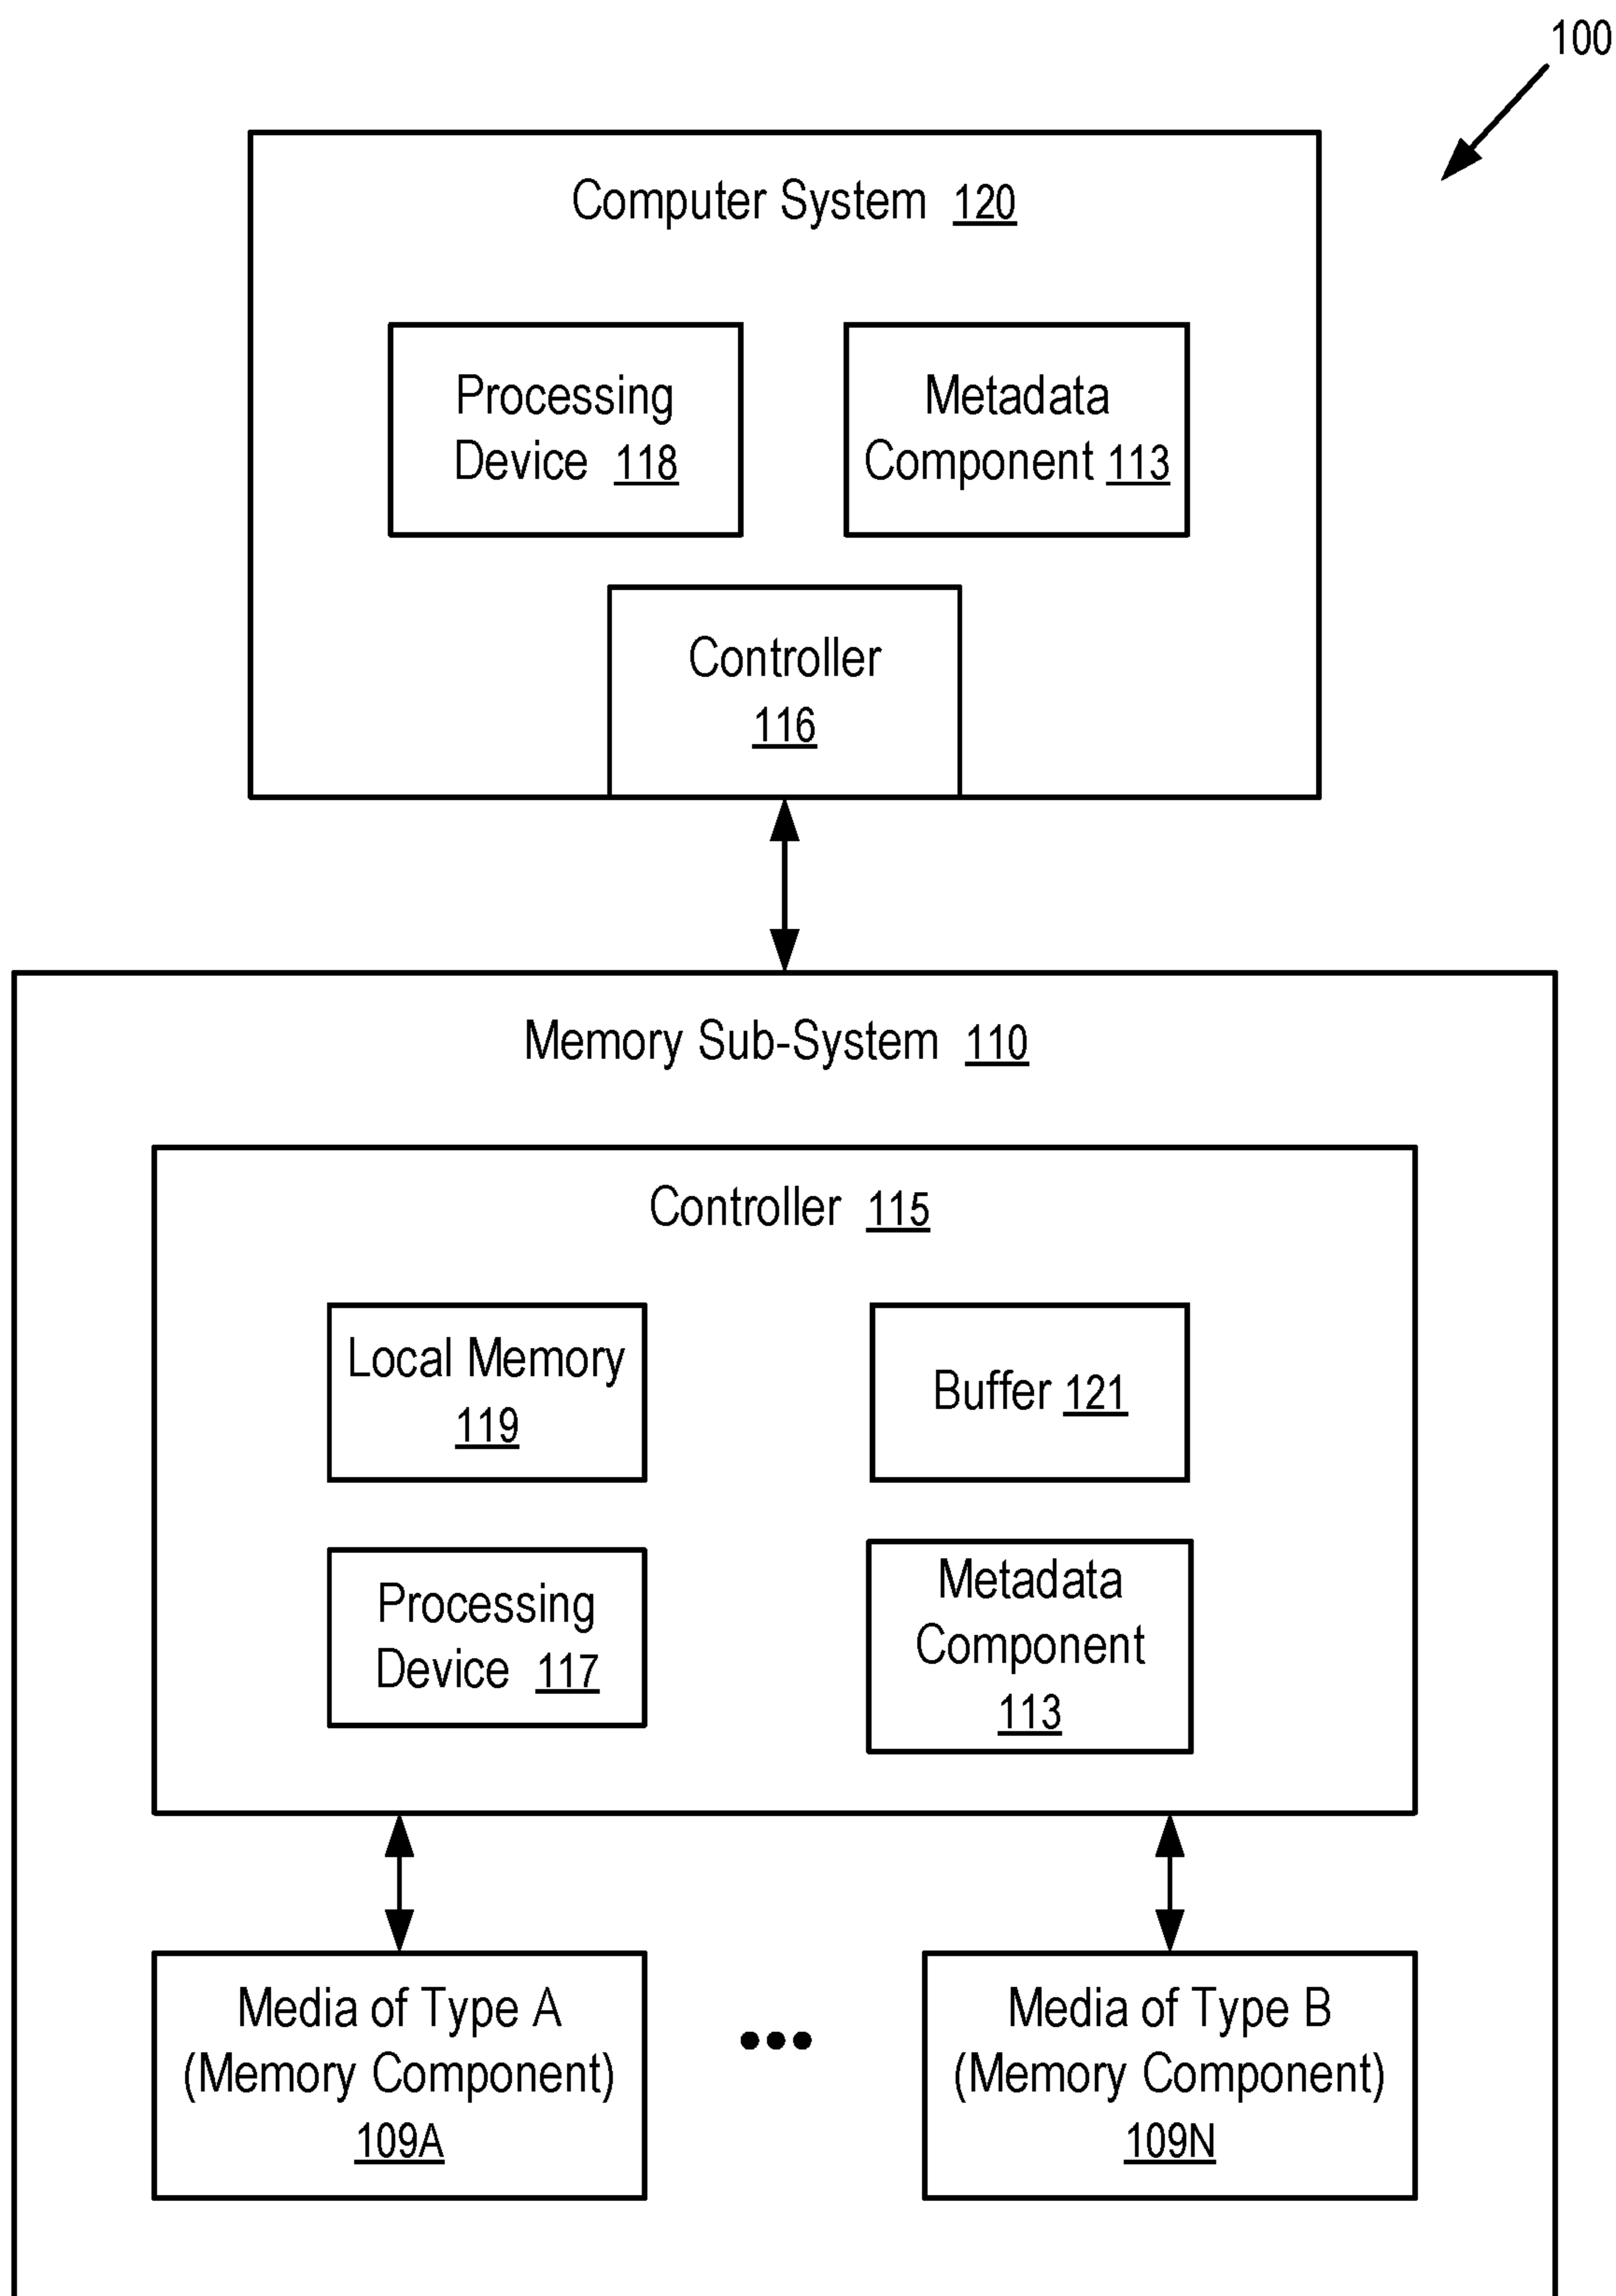 100
Computer System 120
Processing
Device 118
Metadata
Component 113
Controller
116
Memory Sub-System 110
Controller 115
Local Memory
119
Buffer 121
Processing
Device 117
Metadata
Component
113
Media of Type A
(Memory Component)
109A
Media of Type B
(Memory Component)
109N